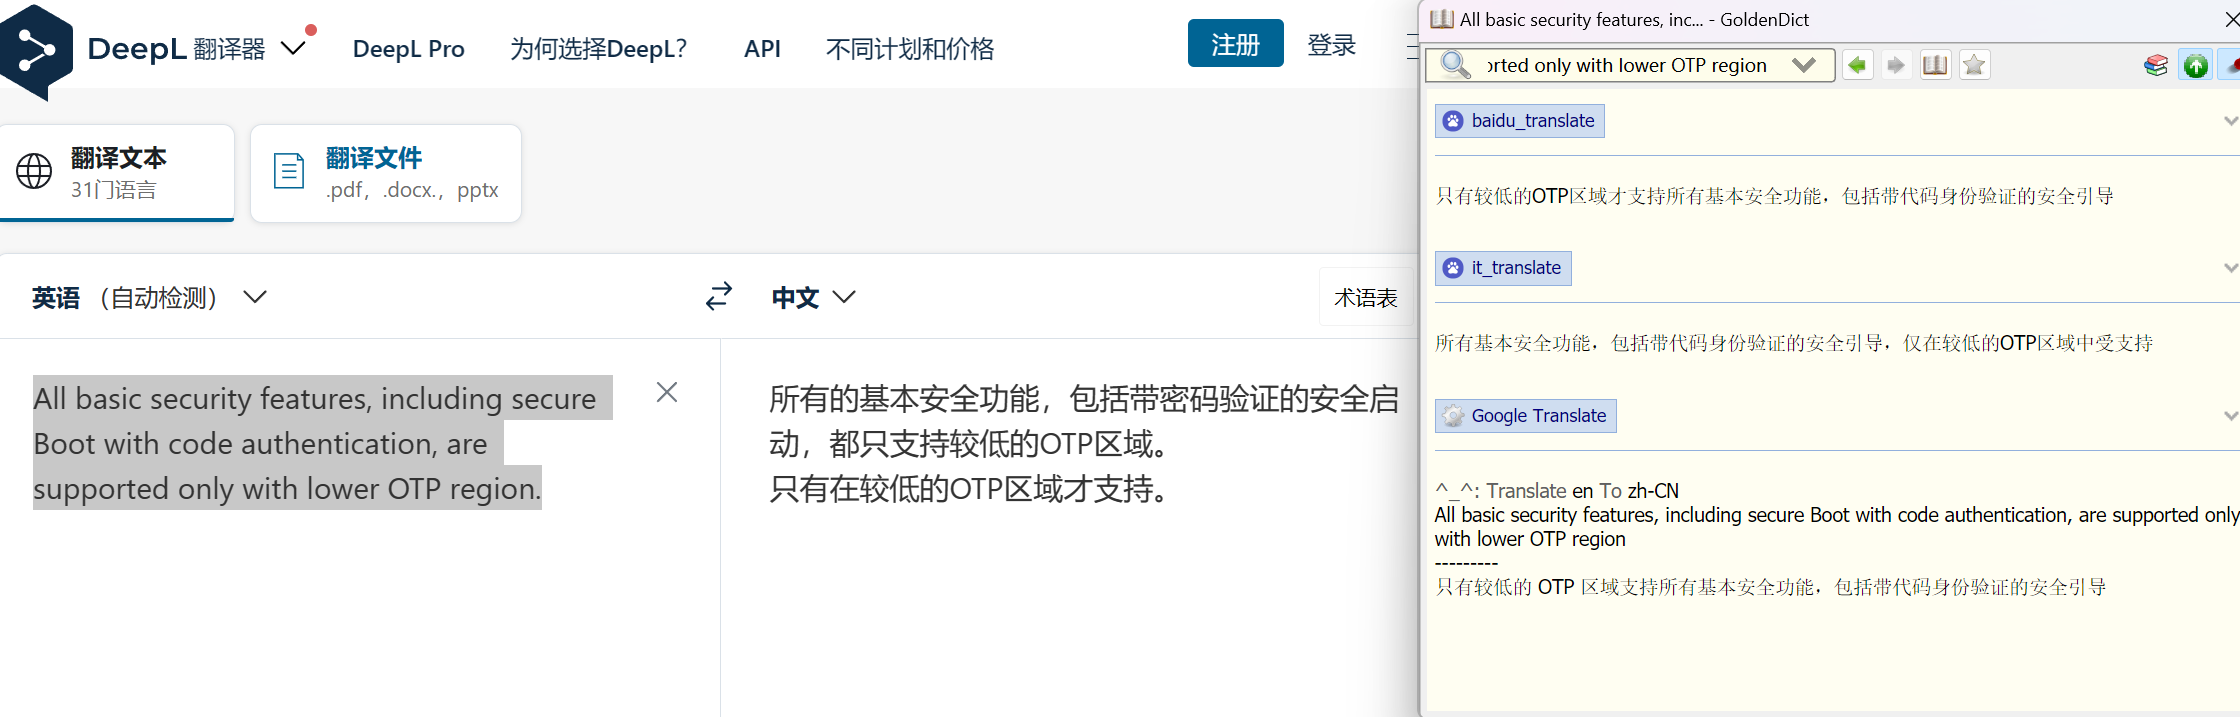 DeepL 翻译器
DeepL Pro
为何选择DeepL?
API
不同计划和价格
注册
登录
翻译文本
31门语言
翻译文件
.pdf, .docx., pptx
英语 （自动检测）
中文
术语表
All basic security features, including secure
Boot with code authentication, are
supported only with lower OTP region.
所有的基本安全功能，包括带密码验证的安全启
动，都只支持较低的OTP区域。
只有在较低的OTP区域才支持。
All basic security features, inc... - GoldenDict
orted only with lower OTP region
baidu_translate
只有较低的OTP区域才支持所有基本安全功能，包括带代码身份验证的安全引导
it_translate
所有基本安全功能，包括带代码身份验证的安全引导，仅在较低的OTP区域中受支持
Google Translate
^_^: Translate en To zh-CN
All basic security features, including secure Boot with code authentication, are supported only
with lower OTP region
---------
只有较低的 OTP 区域支持所有基本安全功能，包括带代码身份验证的安全引导